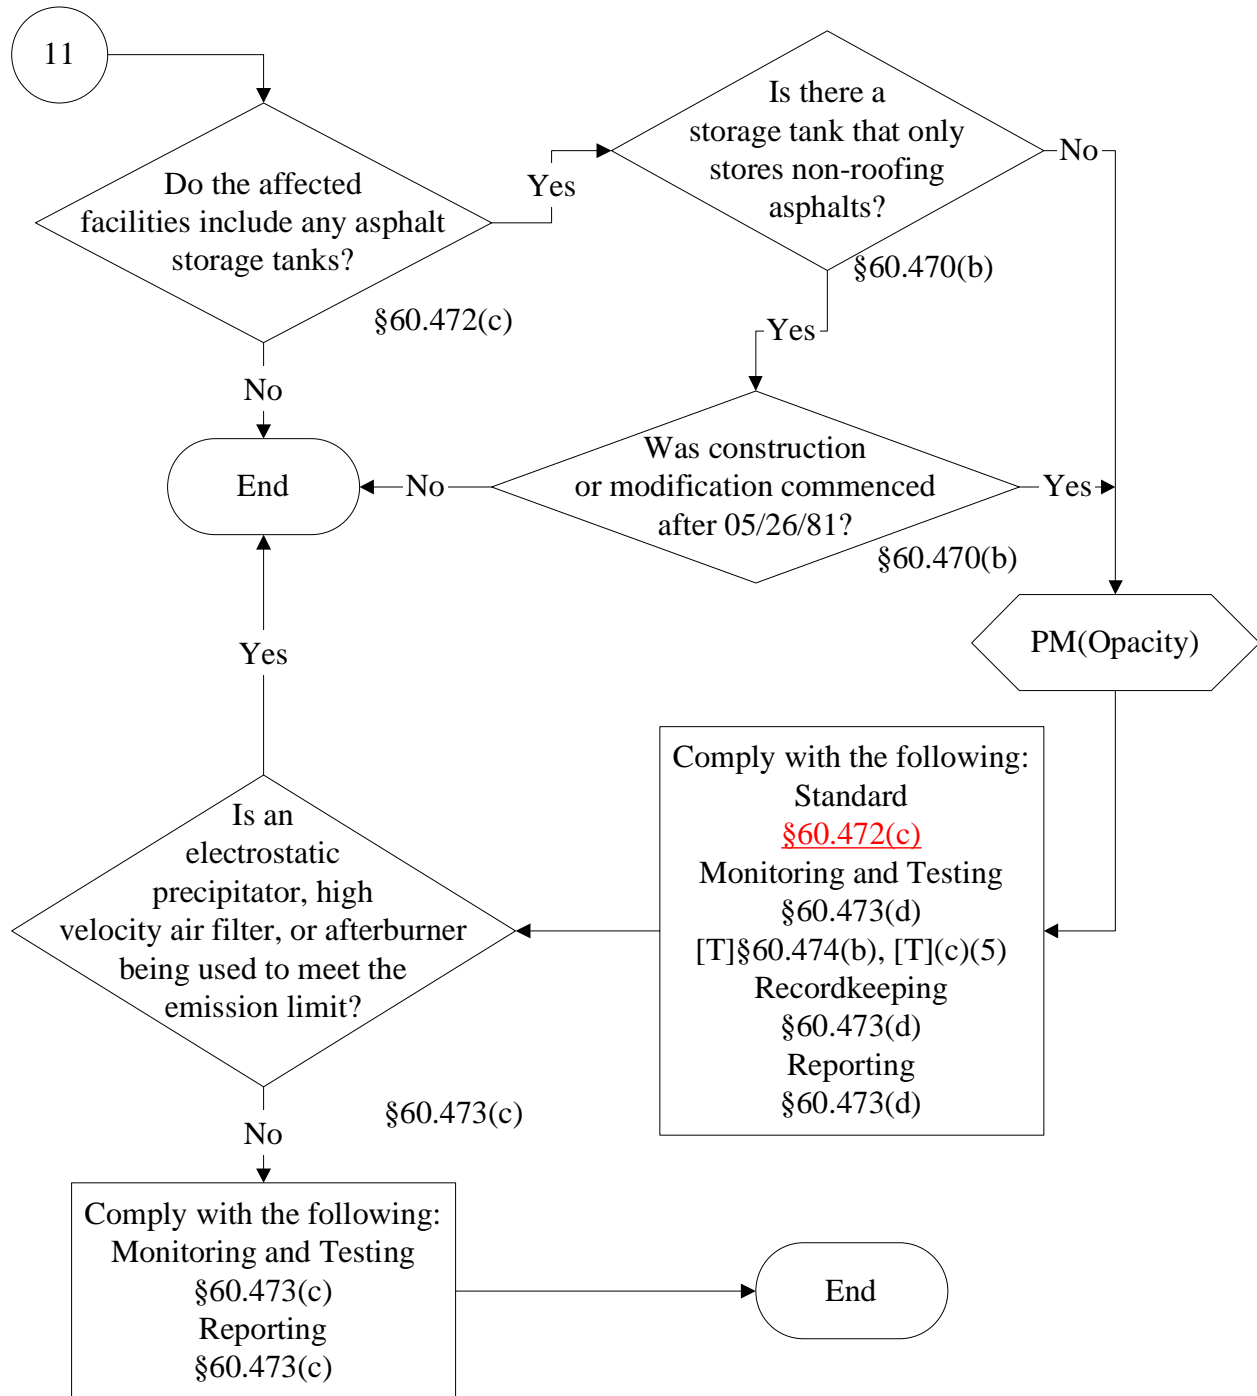 11
Do the affected
facilities include any asphalt
storage tanks?
§60.472(c)
Yes
No
Is there a
storage tank that only
stores non-roofing
asphalts?
§60.470(b)
No
Yes
Was construction
or modification commenced
after 05/26/81?
§60.470(b)
No
Yes
End
PM(Opacity)
Comply with the following:
Standard
§60.472(c)
Monitoring and Testing
§60.473(d)
[T]§60.474(b), [T](c)(5)
Recordkeeping
§60.473(d)
Reporting
§60.473(d)
Is an
electrostatic
precipitator, high
velocity air filter, or afterburner
being used to meet the
emission limit?
§60.473(c)
Yes
No
Comply with the following:
Monitoring and Testing
§60.473(c)
Reporting
§60.473(c)
End